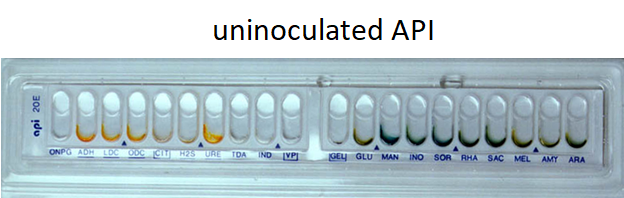 uninoculated API
api 20E
ONPG ADH LDC ODC |CIT| H2S URE TDA IND |VP| |GEL| GLU MAN INO SOR RHA SAC MEL AMY ARA